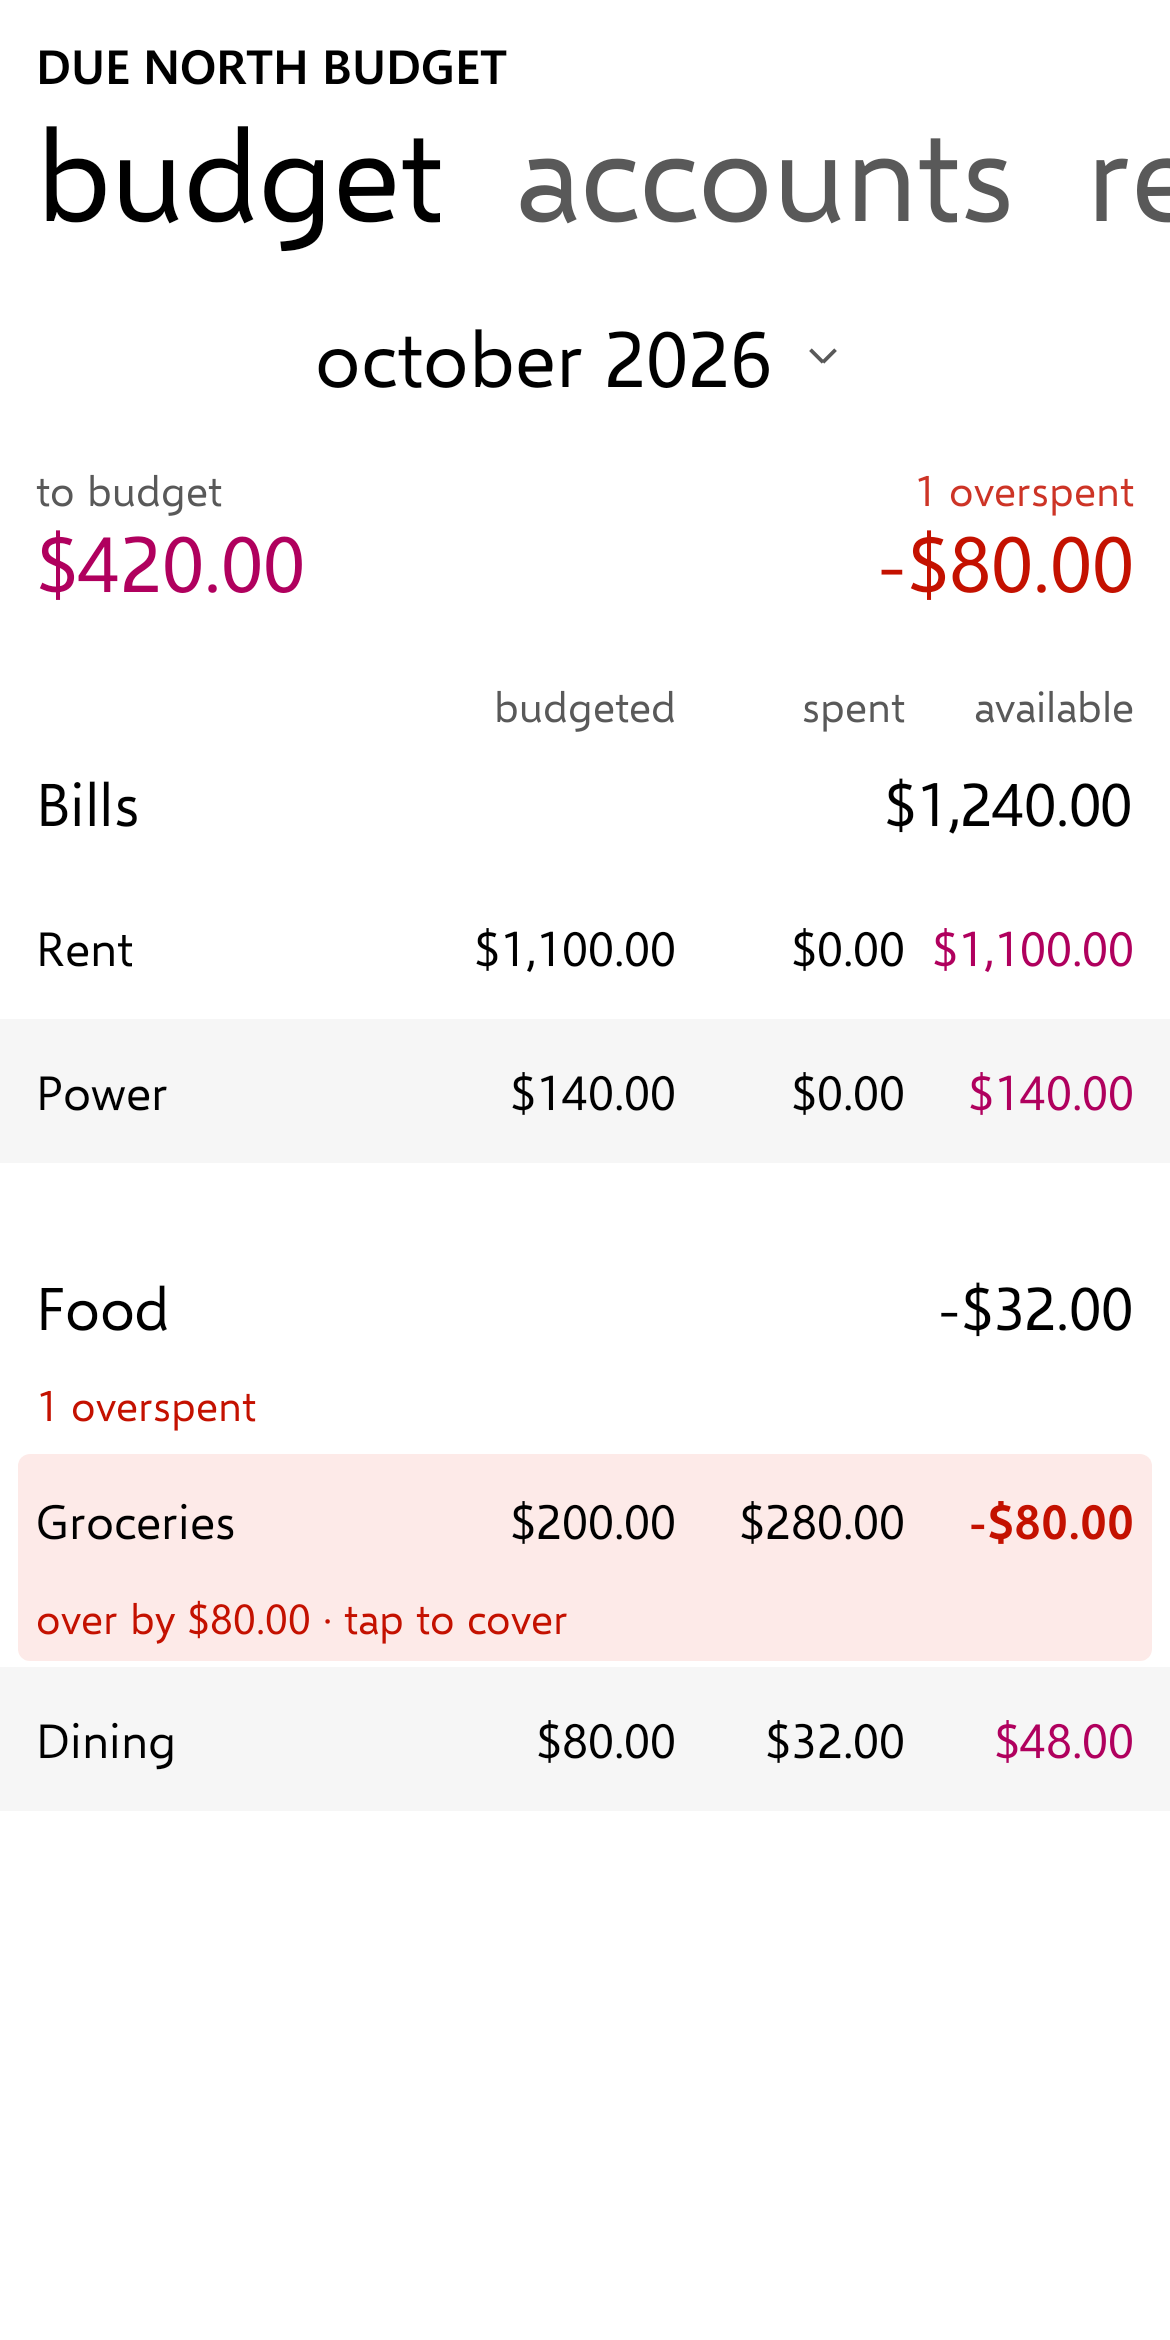 DUE NORTH BUDGET
budget accounts re
october 2026
to budget 1 overspent
$420.00 -$80.00
budgeted spent available
Bills $1,240.00
Rent $1,100.00 $0.00 $1,100.00
Power $140.00 $0.00 $140.00
Food -$32.00
1 overspent
Groceries $200.00 $280.00 -$80.00
over by $80.00 · tap to cover
Dining $80.00 $32.00 $48.00